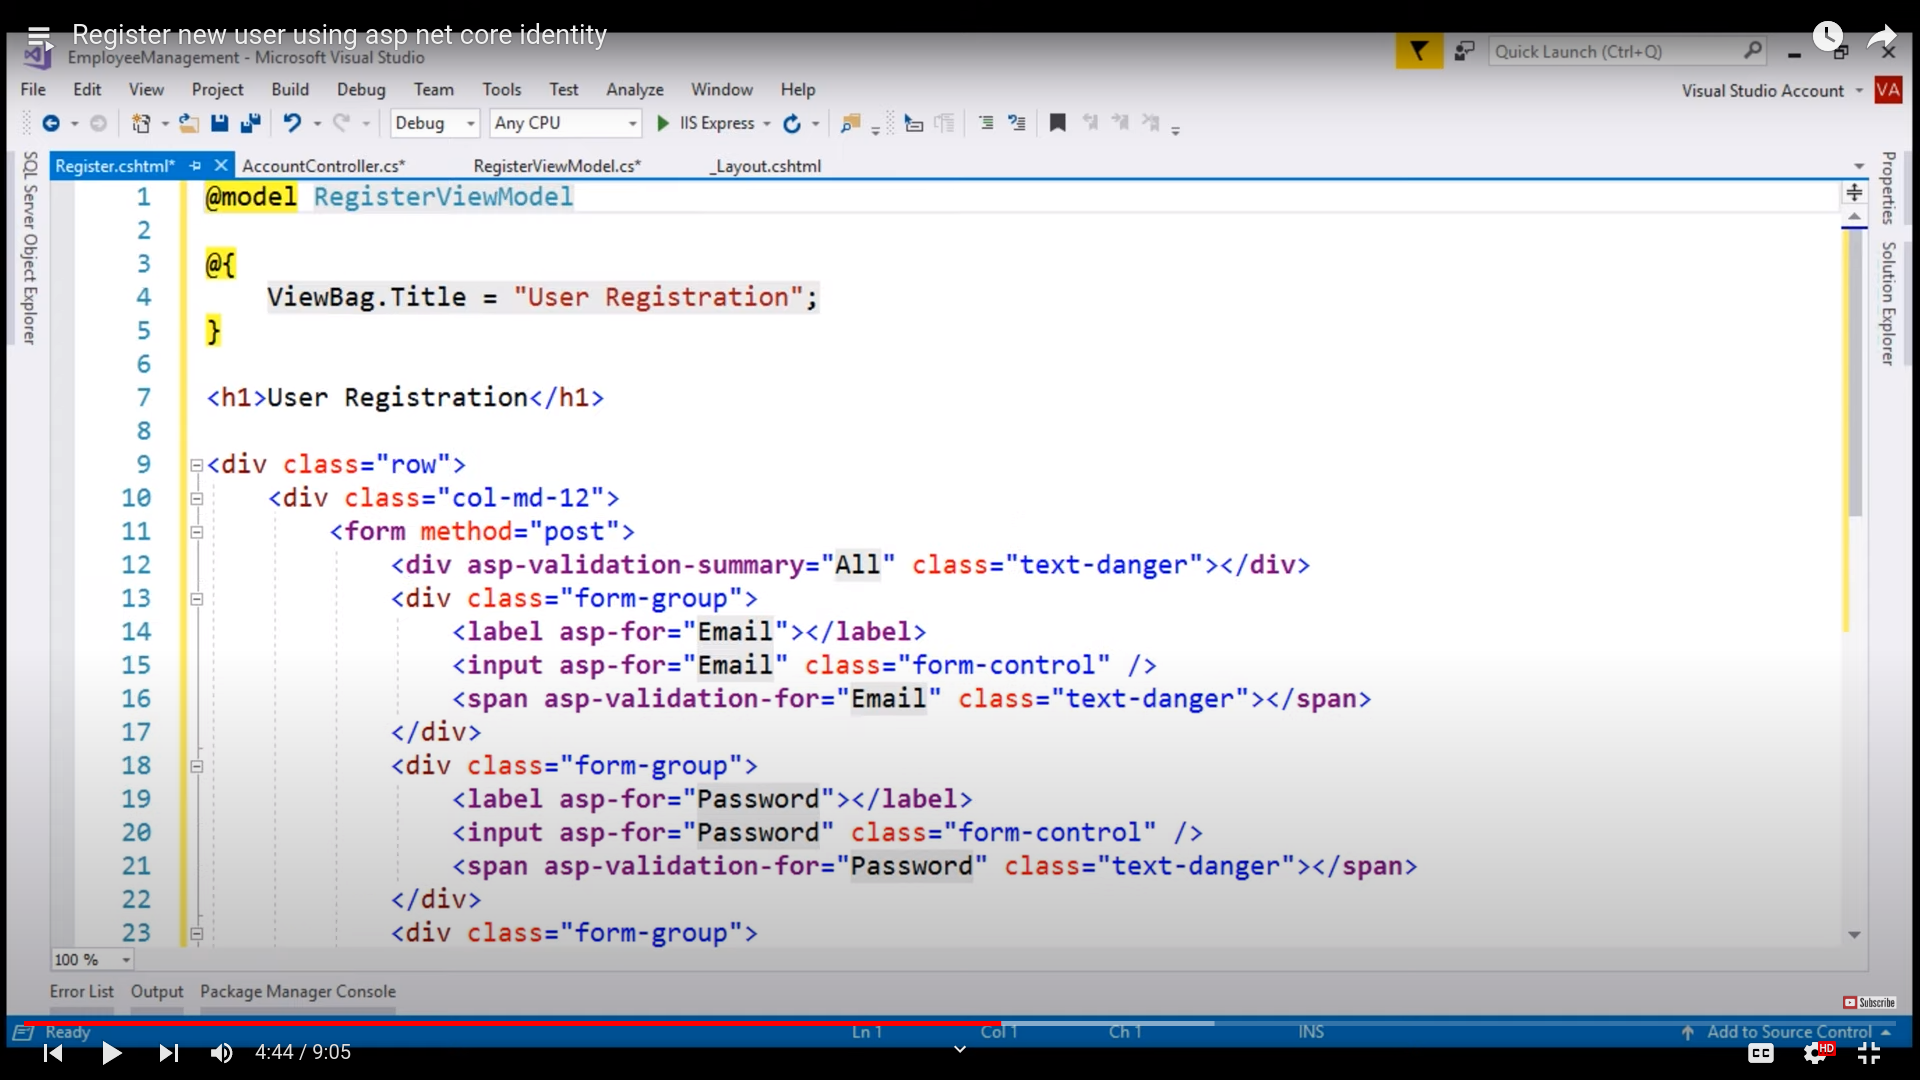 Register new user using asp net core identity
EmployeeManagement - Microsoft Visual Studio
Quick Launch (Ctrl+Q)
File Edit View Project Build Debug Team Tools Test Analyze Window Help
Visual Studio Account VA
Debug Any CPU IIS Express
SQL Server Object Explorer
Register.cshtml* AccountController.cs* RegisterViewModel.cs* _Layout.cshtml
Properties
Solution Explorer
1 @model RegisterViewModel
2
3 @{
4 ViewBag.Title = "User Registration";
5 }
6
7 <h1>User Registration</h1>
8
9 <div class="row">
10 <div class="col-md-12">
11 <form method="post">
12 <div asp-validation-summary="All" class="text-danger"></div>
13 <div class="form-group">
14 <label asp-for="Email"></label>
15 <input asp-for="Email" class="form-control" />
16 <span asp-validation-for="Email" class="text-danger"></span>
17 </div>
18 <div class="form-group">
19 <label asp-for="Password"></label>
20 <input asp-for="Password" class="form-control" />
21 <span asp-validation-for="Password" class="text-danger"></span>
22 </div>
23 <div class="form-group">
100 %
Error List Output Package Manager Console
Subscribe
Ready Ln 1 Col 1 Ch 1 INS Add to Source Control
4:44 / 9:05
CC HD